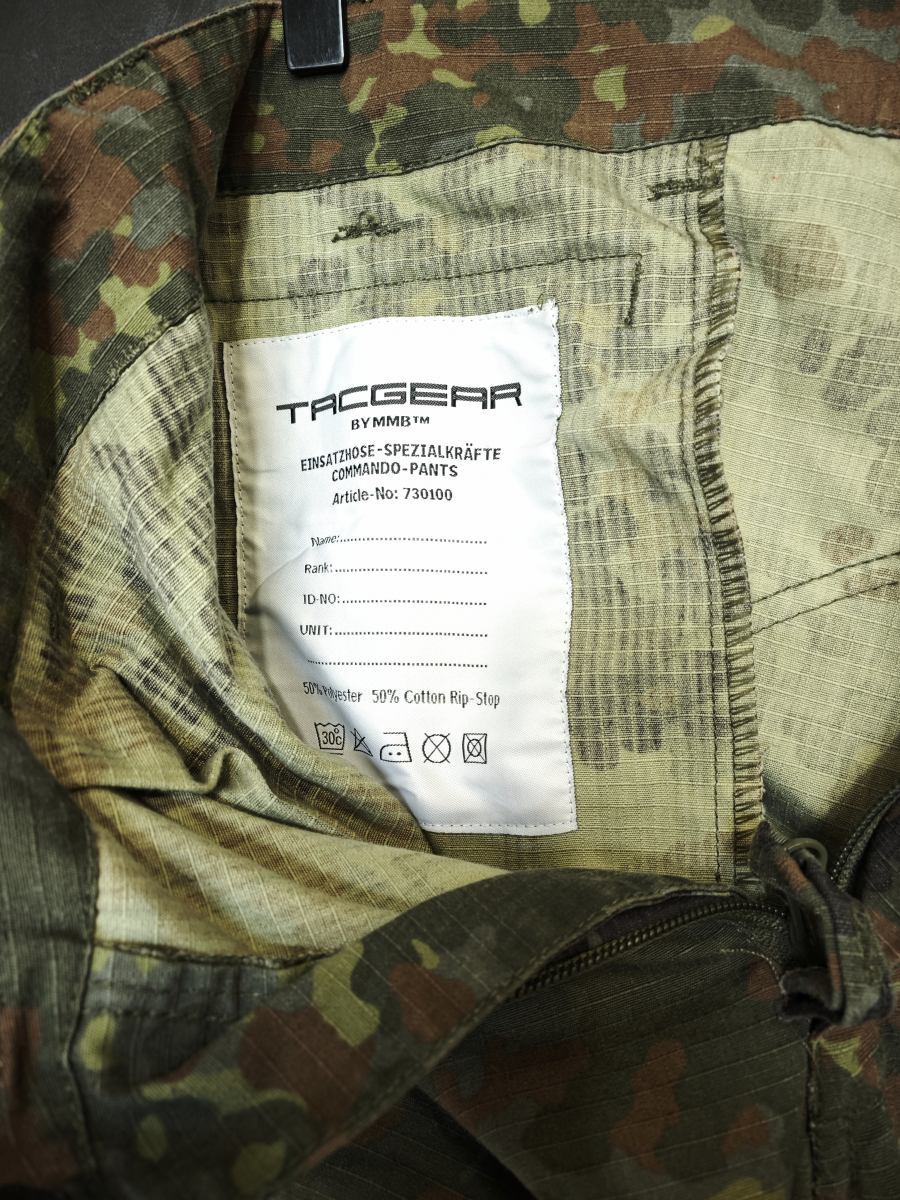 TACGEAR
BY MMB™
EINSATZHOSE-SPEZIALKRÄFTE
COMMANDO-PANTS
Article-No: 730100
Name:.......................................
Rank:.......................................
ID-NO:.....................................
UNIT:.......................................
...............................................
50% Polyester 50% Cotton Rip-Stop
30°C